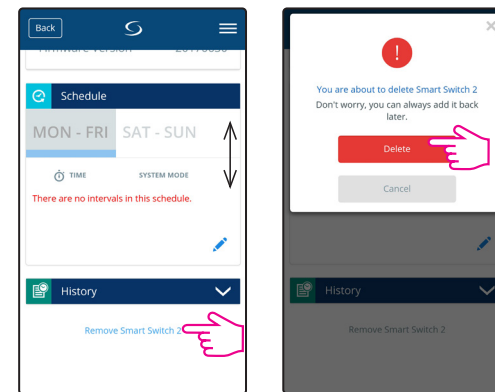 Back
Schedule
MON - FRI SAT - SUN
TIME SYSTEM MODE
There are no intervals in this schedule.
History
Remove Smart Switch 2
!
You are about to delete Smart Switch 2
Don't worry, you can always add it back
later.
Delete
Cancel
History
Remove Smart Switch 2